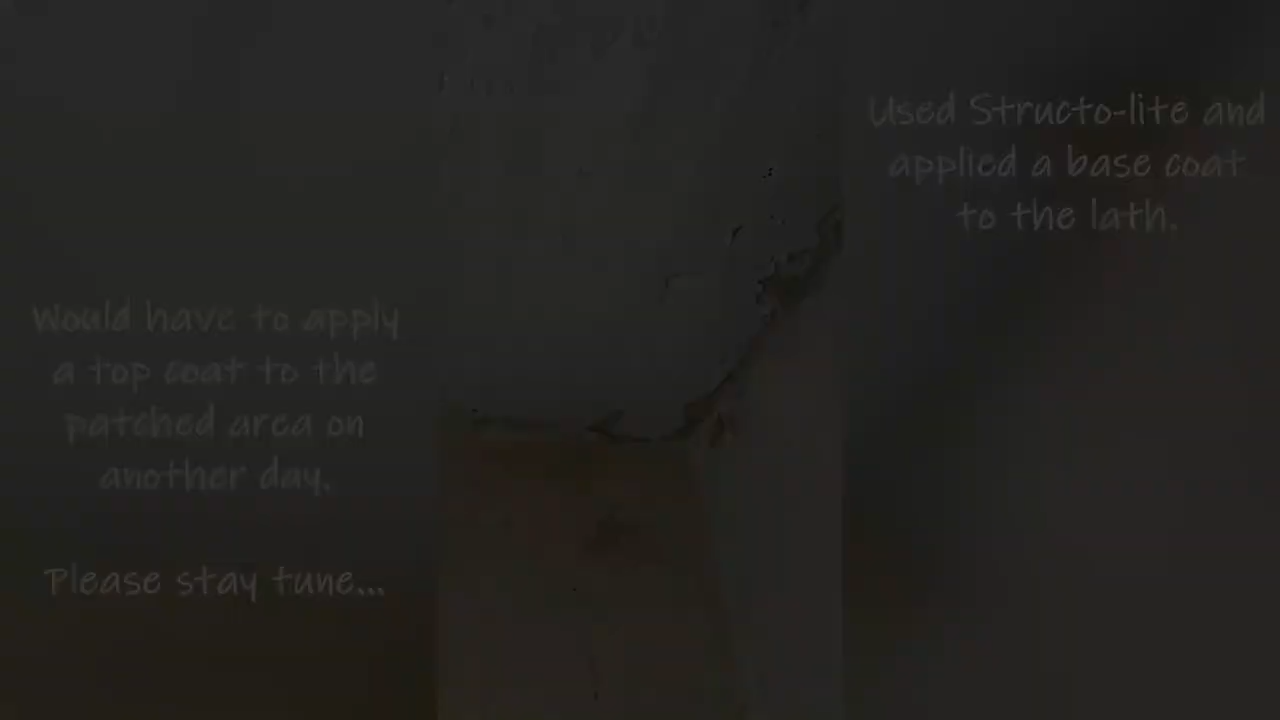 Used Structo-lite and
applied a base coat
to the lath.
Would have to apply
a top coat to the
patched area on
another day.
Please stay tune...